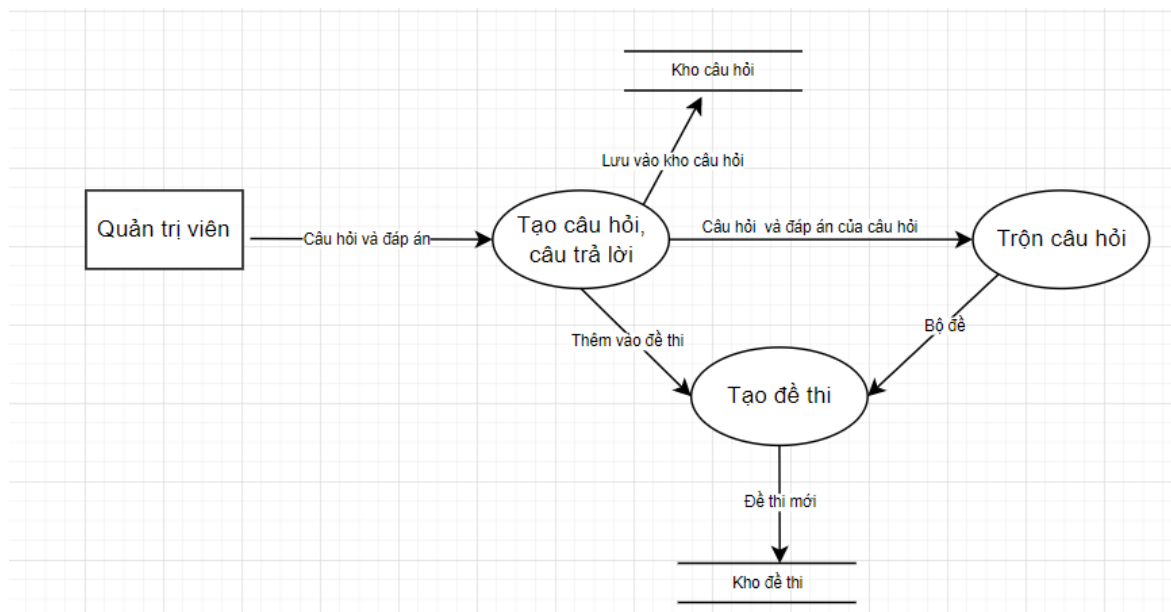 Kho câu hỏi
Lưu vào kho câu hỏi
Quản trị viên
Câu hỏi và đáp án
Tạo câu hỏi,
câu trả lời
Câu hỏi và đáp án của câu hỏi
Trộn câu hỏi
Thêm vào đề thi
Bộ đề
Tạo đề thi
Đề thi mới
Kho đề thi